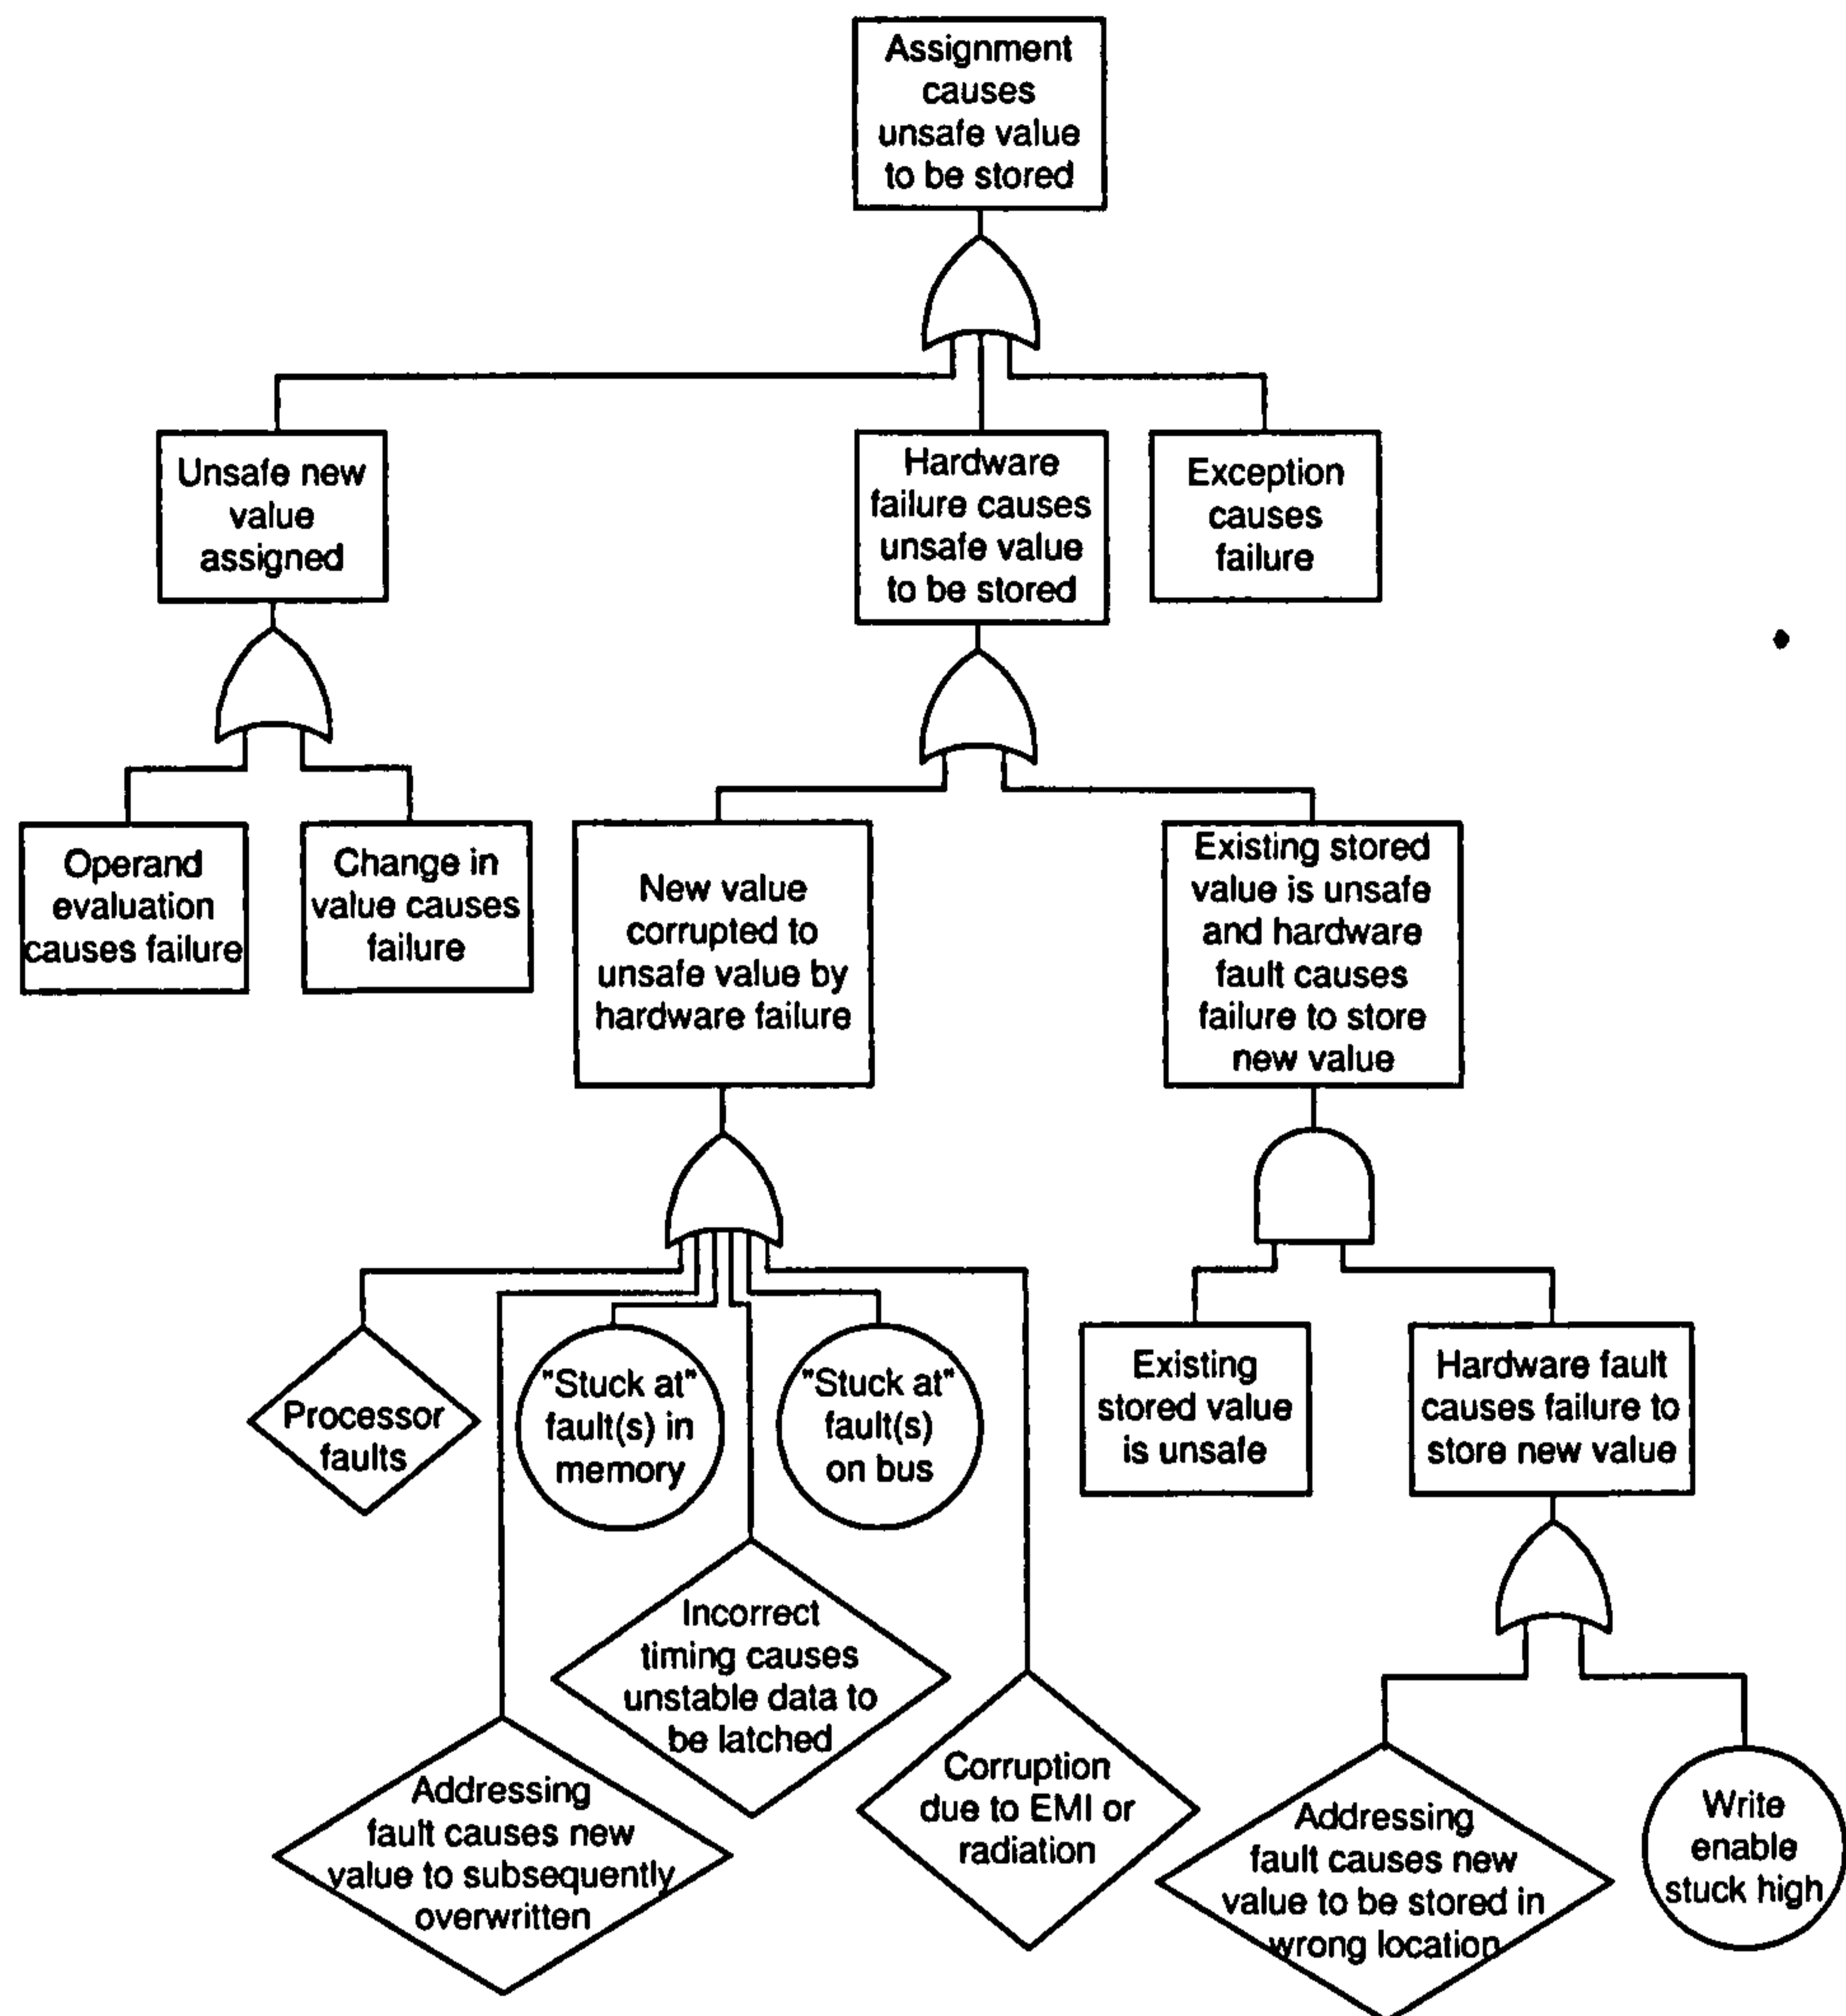 Assignment
causes
unsafe value
to be stored
Unsafe new
value
assigned
Hardware
failure causes
unsafe value
to be stored
Exception
causes
failure
Operand
evaluation
causes failure
Change in
value causes
failure
New value
corrupted to
unsafe value by
hardware failure
Existing stored
value is unsafe
and hardware
fault causes
failure to store
new value
Processor
faults
"Stuck at"
fault(s) in
memory
"Stuck at"
fault(s)
on bus
Existing
stored value
is unsafe
Hardware fault
causes failure to
store new value
Incorrect
timing causes
unstable data to
be latched
Addressing
fault causes new
value to subsequently
overwritten
Corruption
due to EMI or
radiation
Addressing
fault causes new
value to be stored in
wrong location
Write
enable
stuck high